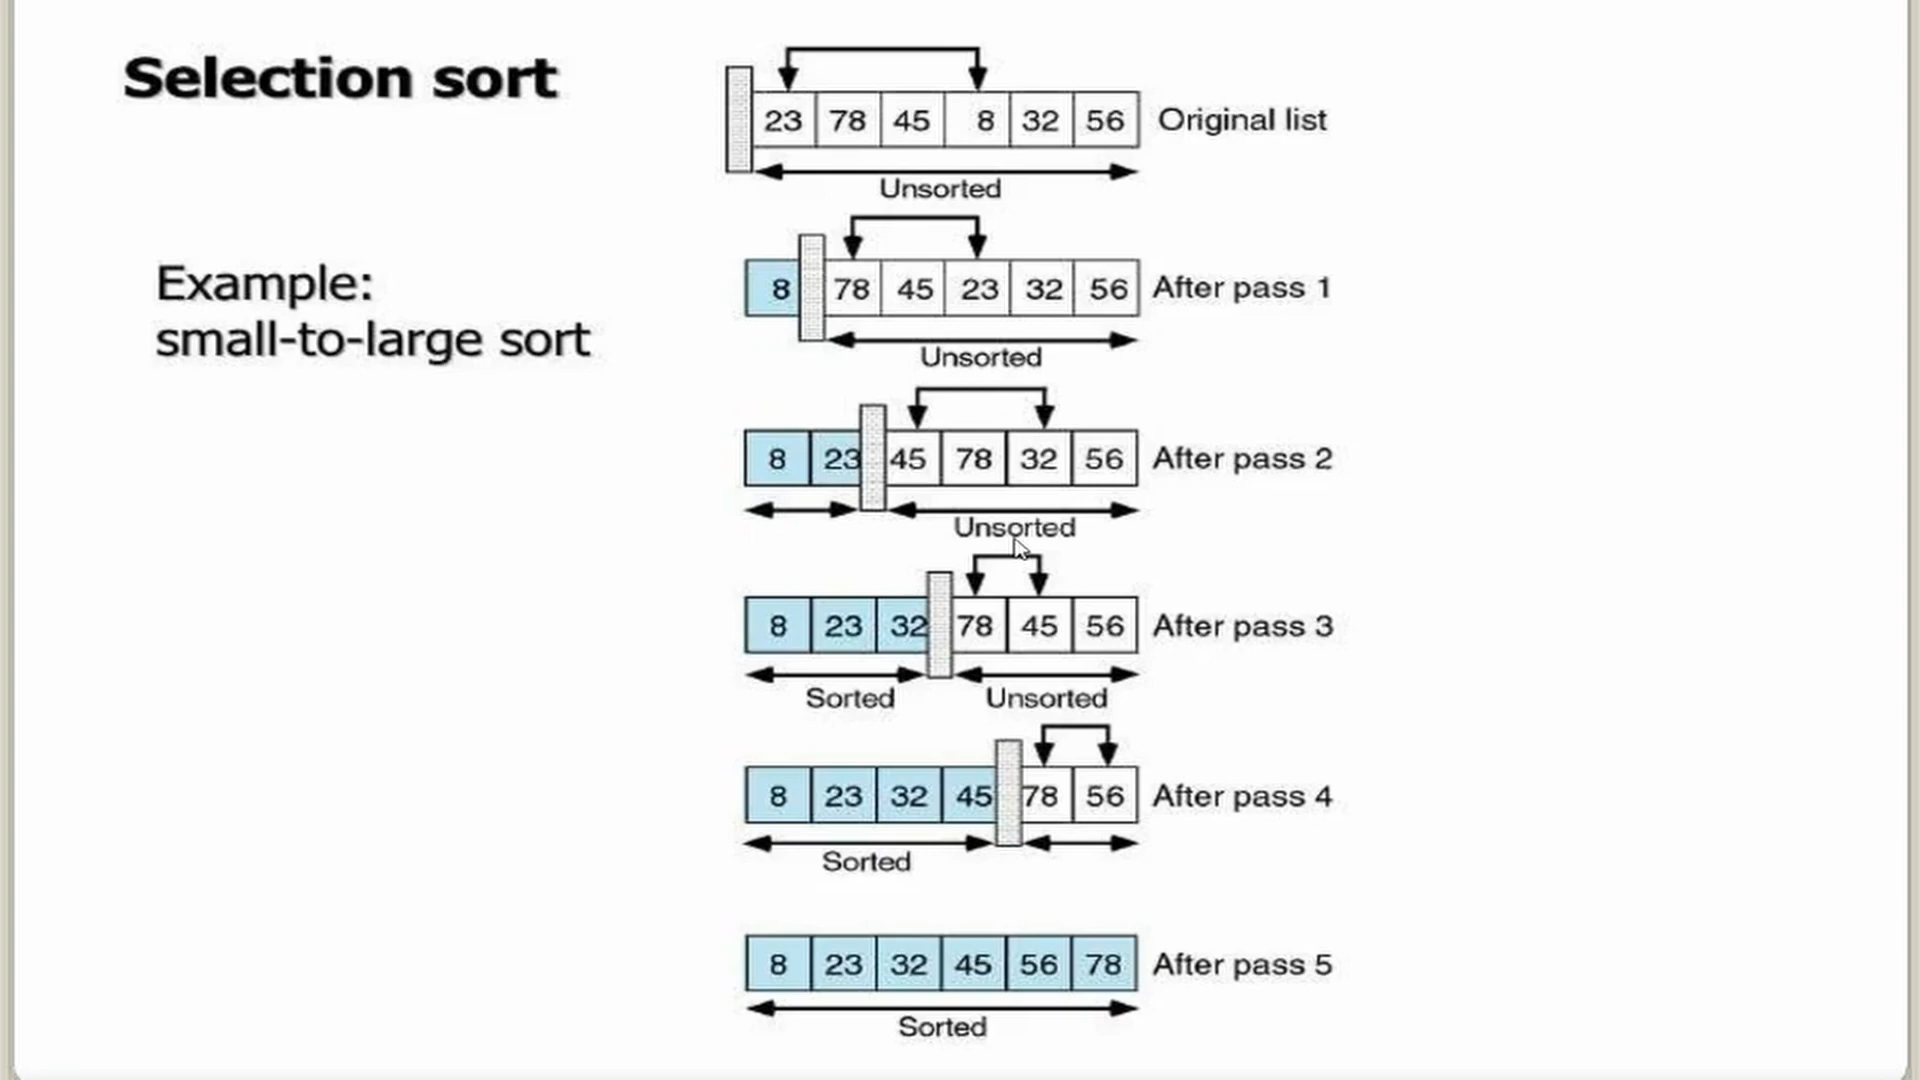 Selection sort
Example:
small-to-large sort
23 78 45 8 32 56 Original list
Unsorted
8 78 45 23 32 56 After pass 1
Unsorted
8 23 45 78 32 56 After pass 2
Unsorted
8 23 32 78 45 56 After pass 3
Sorted Unsorted
8 23 32 45 78 56 After pass 4
Sorted
8 23 32 45 56 78 After pass 5
Sorted